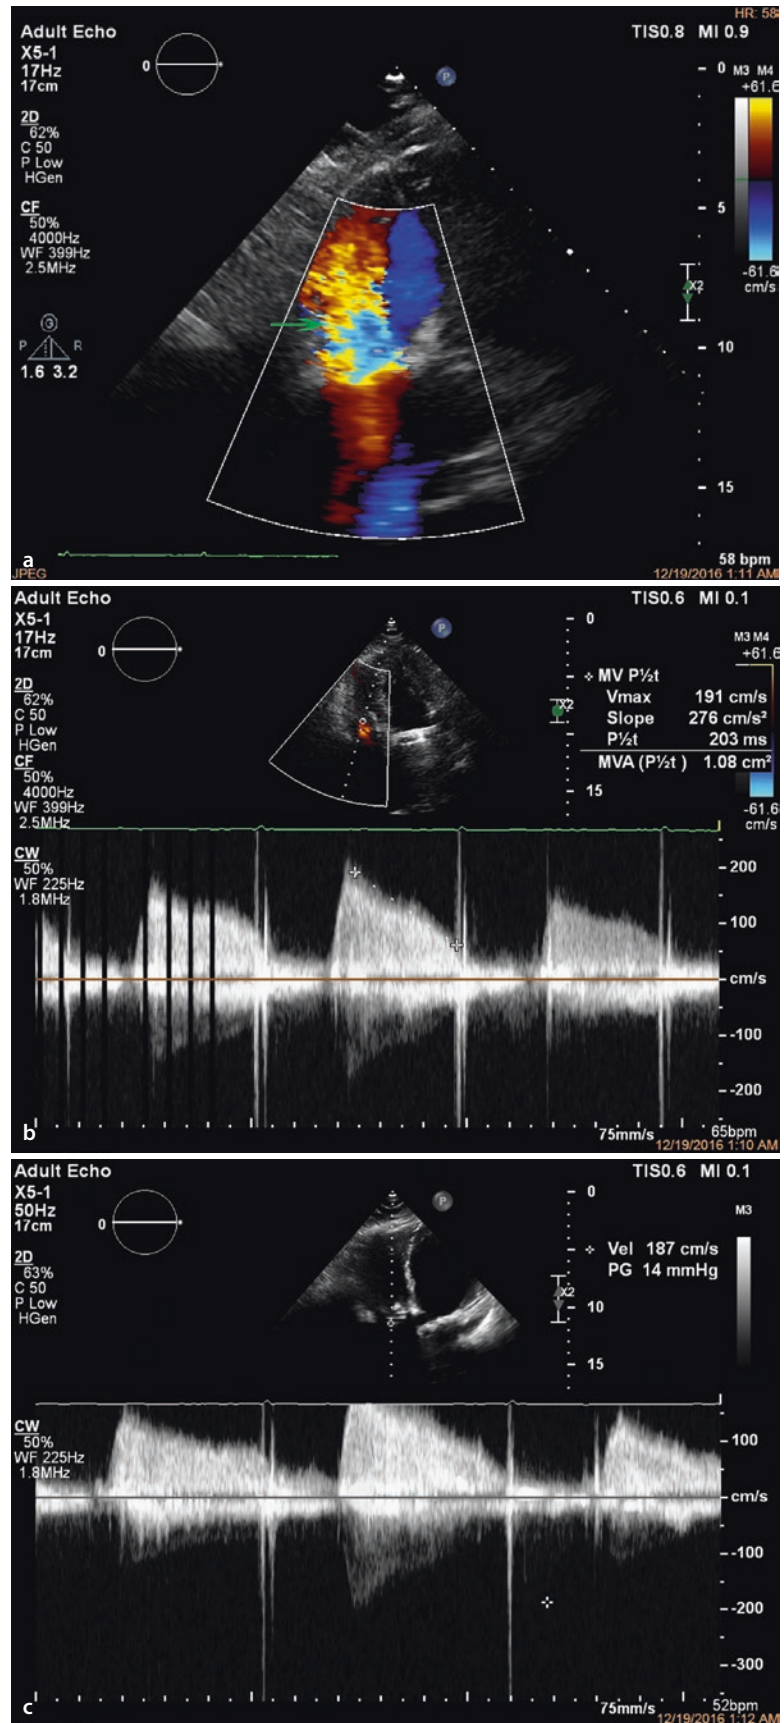 HR: 58
Adult Echo
TIS0.8 MI 0.9
X5-1
17Hz
17cm
0
0
M3 M4
+61.6
2D
62%
C 50
P Low
HGen
CF
50%
4000Hz
WF 399Hz
2.5MHz
5
-61.6
cm/s
X2
G
P R
1.6 3.2
10
15
a
58 bpm
JPEG
12/19/2016 1:11 AM
Adult Echo
TIS0.6 MI 0.1
X5-1
17Hz
17cm
0
0
M3 M4
+61.6
P
2D
62%
C 50
P Low
HGen
CF
50%
4000Hz
WF 399Hz
2.5MHz
X2
MV P½t
Vmax 191 cm/s
Slope 276 cm/s²
P½t 203 ms
MVA (P½t ) 1.08 cm²
15
-61.6
cm/s
CW
50%
WF 225Hz
1.8MHz
200
100
cm/s
-100
-200
b
75mm/s
65bpm
12/19/2016 1:10 AM
Adult Echo
TIS0.6 MI 0.1
X5-1
50Hz
17cm
0
0
M3
P
2D
63%
C 50
P Low
HGen
Vel 187 cm/s
PG 14 mmHg
X2
10
15
CW
50%
WF 225Hz
1.8MHz
100
cm/s
-100
-200
-300
c
75mm/s
52bpm
12/19/2016 1:12 AM